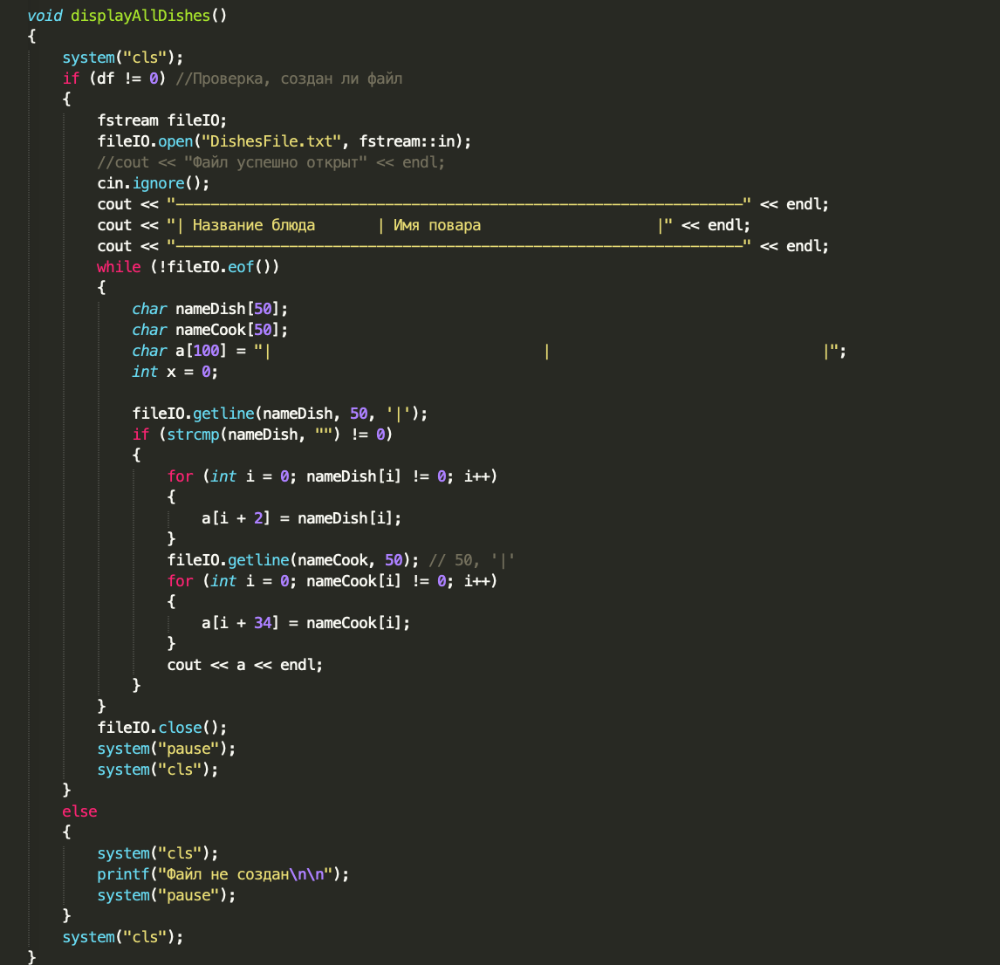 void displayAllDishes()
{
    system("cls");
    if (df != 0) //Проверка, создан ли файл
    {
        fstream fileIO;
        fileIO.open("DishesFile.txt", fstream::in);
        //cout << "Файл успешно открыт" << endl;
        cin.ignore();
        cout << "-----------------------------------------------------------------" << endl;
        cout << "| Название блюда       | Имя повара                    |" << endl;
        cout << "-----------------------------------------------------------------" << endl;
        while (!fileIO.eof())
        {
            char nameDish[50];
            char nameCook[50];
            char a[100] = "|                               |                               |";
            int x = 0;

            fileIO.getline(nameDish, 50, '|');
            if (strcmp(nameDish, "") != 0)
            {
                for (int i = 0; nameDish[i] != 0; i++)
                {
                    a[i + 2] = nameDish[i];
                }
                fileIO.getline(nameCook, 50); // 50, '|'
                for (int i = 0; nameCook[i] != 0; i++)
                {
                    a[i + 34] = nameCook[i];
                }
                cout << a << endl;
            }
        }
        fileIO.close();
        system("pause");
        system("cls");
    }
    else
    {
        system("cls");
        printf("Файл не создан\n\n");
        system("pause");
    }
    system("cls");
}